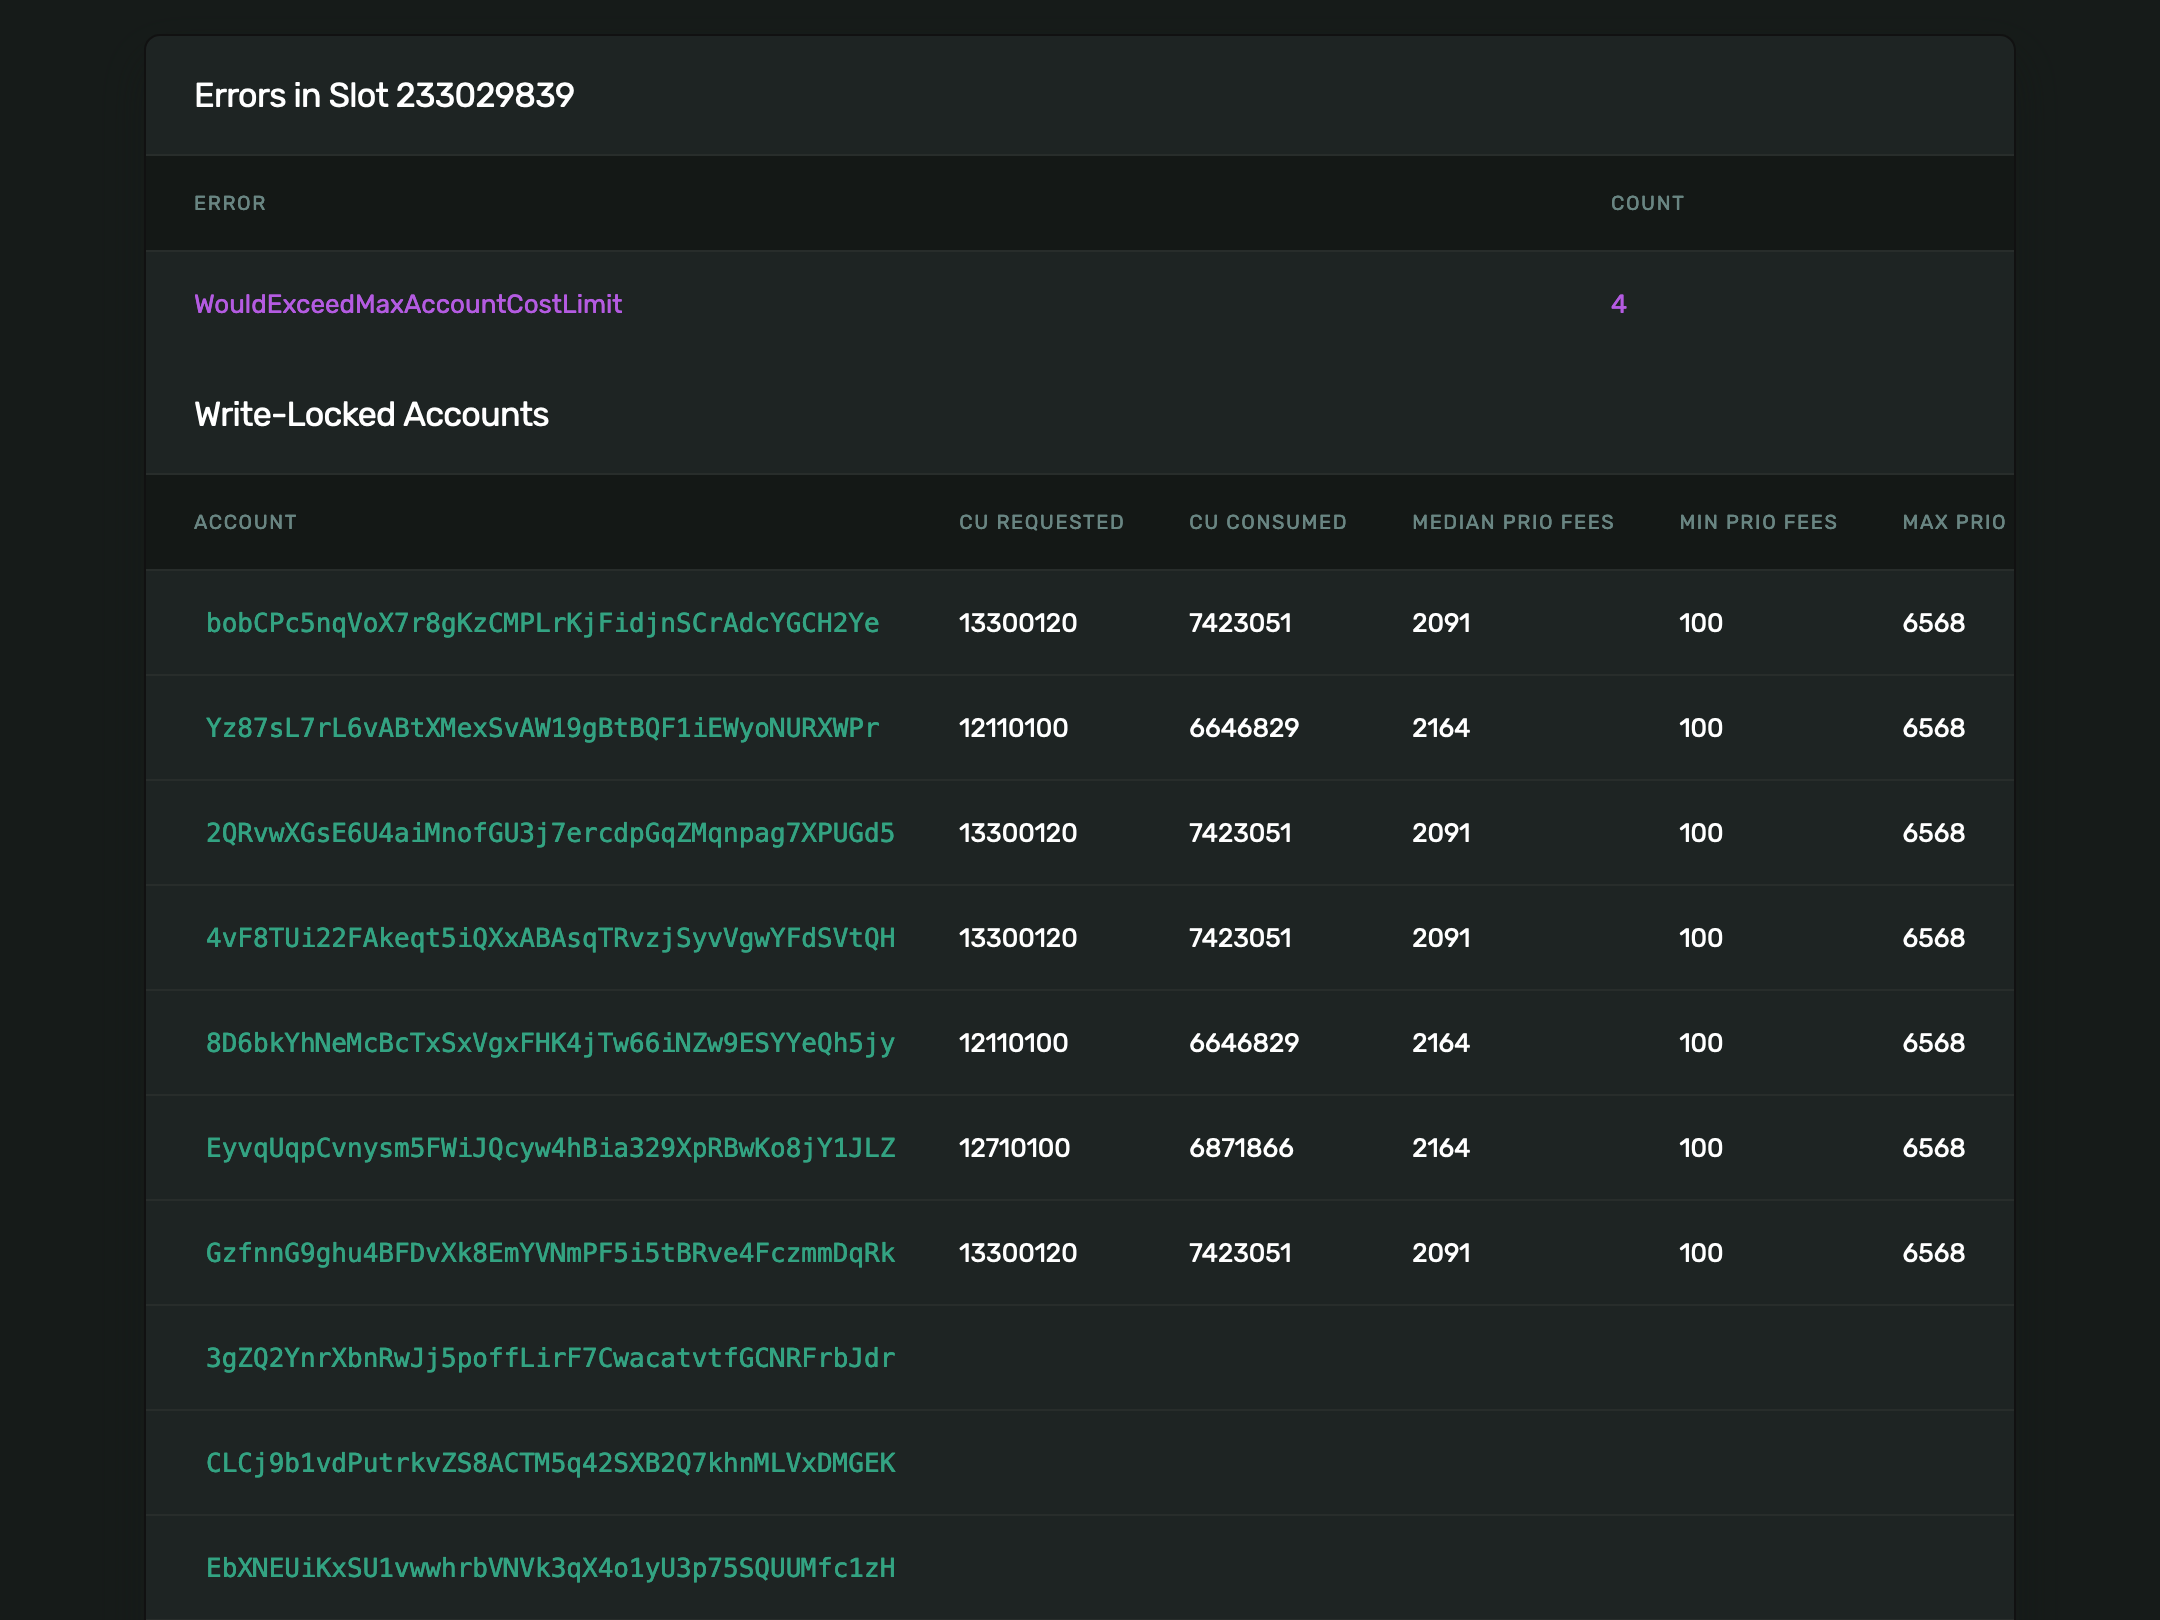 Errors in Slot 233029839
ERROR COUNT
WouldExceedMaxAccountCostLimit 4
Write-Locked Accounts
ACCOUNT CU REQUESTED CU CONSUMED MEDIAN PRIO FEES MIN PRIO FEES MAX PRIO
bobCPc5nqVoX7r8gKzCMPLrKjFidjnSCrAdcYGCH2Ye 13300120 7423051 2091 100 6568
Yz87sL7rL6vABtXMexSvAW19gBtBQF1iEWyoNURXWPr 12110100 6646829 2164 100 6568
2QRvwXGsE6U4aiMnofGU3j7ercdpGqZMqnpag7XPUGd5 13300120 7423051 2091 100 6568
4vF8TUi22FAkeqt5iQXxABAsqTRvzjSyvVgwYFdSVtQH 13300120 7423051 2091 100 6568
8D6bkYhNeMcBcTxSxVgxFHK4jTw66iNZw9ESYYeQh5jy 12110100 6646829 2164 100 6568
EyvqUqpCvnysm5FWiJQcyw4hBia329XpRBwKo8jY1JLZ 12710100 6871866 2164 100 6568
GzfnnG9ghu4BFDvXk8EmYVNmPF5i5tBRve4FczmmDqRk 13300120 7423051 2091 100 6568
3gZQ2YnrXbnRwJj5poffLirF7CwacatvtfGCNRFrbJdr
CLCj9b1vdPutrkvZS8ACTM5q42SXB2Q7khnMLVxDMGEK
EbXNEUiKxSU1vwwhrbVNVk3qX4o1yU3p75SQUUMfc1zH